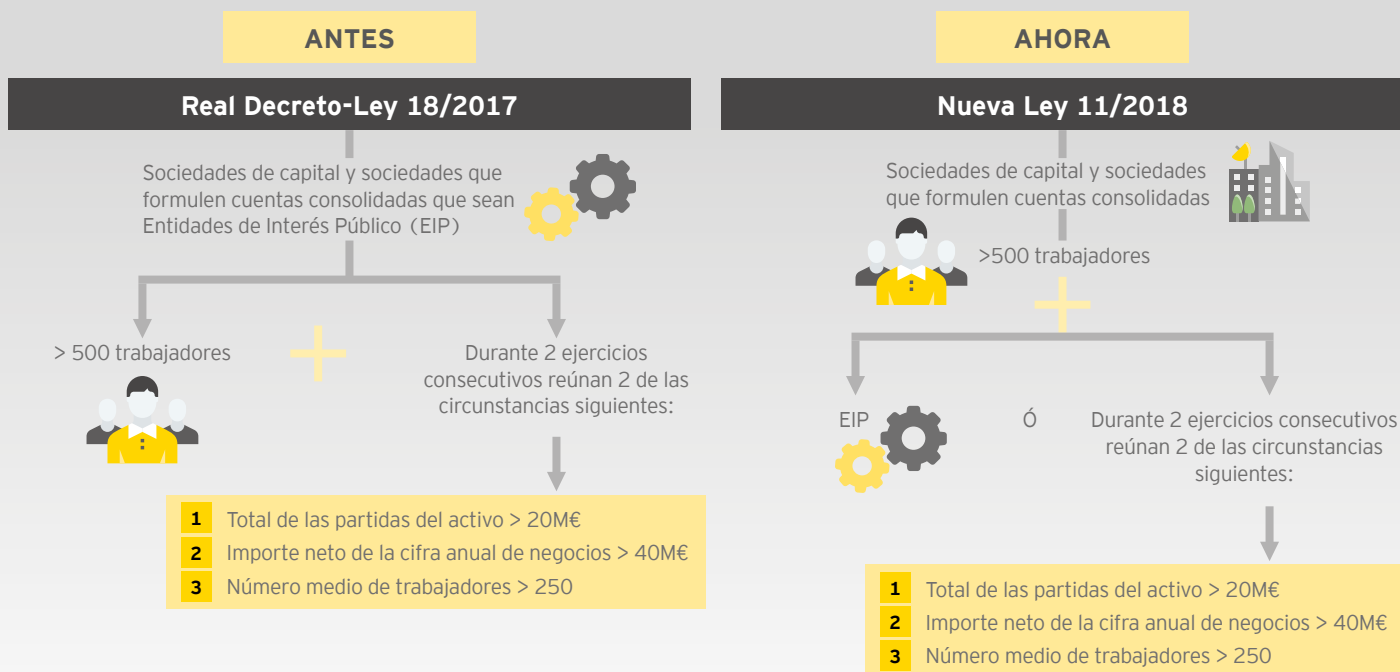 ANTES
Real Decreto-Ley 18/2017
Sociedades de capital y sociedades que
formulen cuentas consolidadas que sean
Entidades de Interés Público (EIP)
> 500 trabajadores
Durante 2 ejercicios
consecutivos reúnan 2 de las
circunstancias siguientes:
1 Total de las partidas del activo > 20M€
2 Importe neto de la cifra anual de negocios > 40M€
3 Número medio de trabajadores > 250
AHORA
Nueva Ley 11/2018
Sociedades de capital y sociedades
que formulen cuentas consolidadas
>500 trabajadores
EIP
Ó
Durante 2 ejercicios consecutivos
reúnan 2 de las circunstancias
siguientes:
1 Total de las partidas del activo > 20M€
2 Importe neto de la cifra anual de negocios > 40M€
3 Número medio de trabajadores > 250